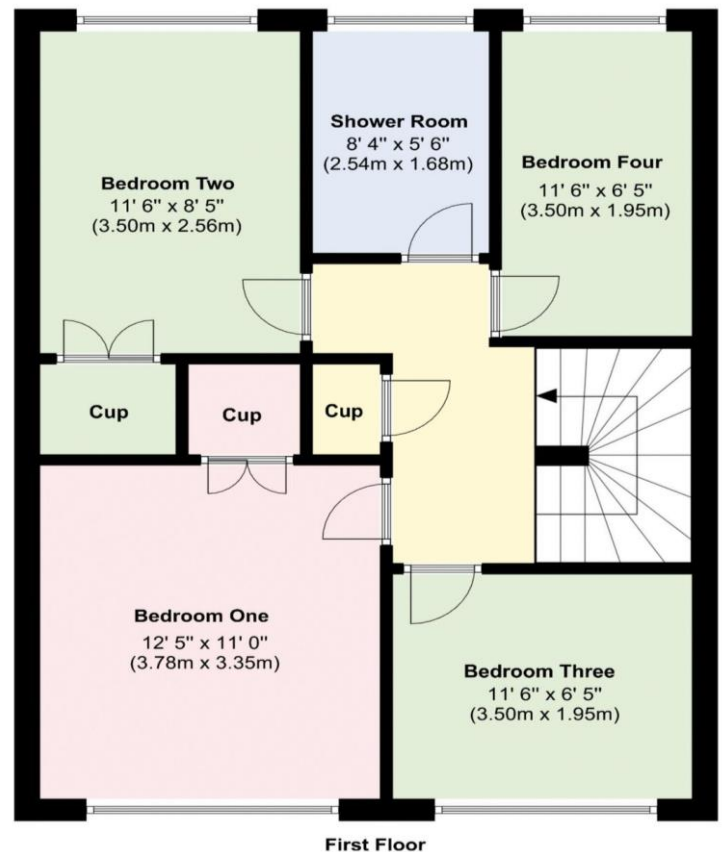 Shower Room
8' 4" x 5' 6"
(2.54m x 1.68m)
Bedroom Two
11' 6" x 8' 5"
(3.50m x 2.56m)
Bedroom Four
11' 6" x 6' 5"
(3.50m x 1.95m)
Cup
Cup
Cup
Bedroom One
12' 5" x 11' 0"
(3.78m x 3.35m)
Bedroom Three
11' 6" x 6' 5"
(3.50m x 1.95m)
First Floor